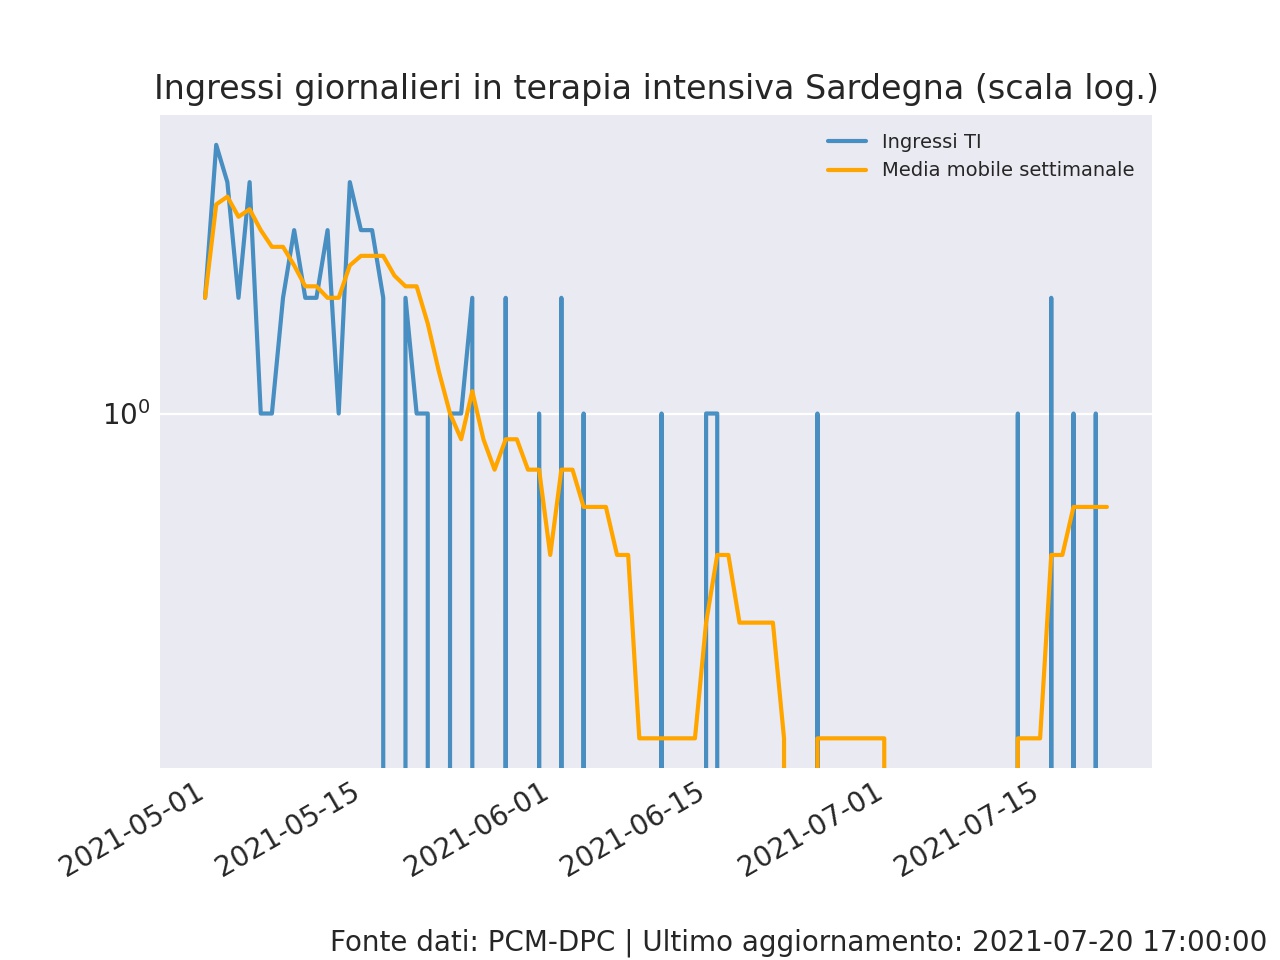 Ingressi giornalieri in terapia intensiva Sardegna (scala log.)
Ingressi TI
Media mobile settimanale
10⁰
2021-05-01
2021-05-15
2021-06-01
2021-06-15
2021-07-01
2021-07-15
Fonte dati: PCM-DPC | Ultimo aggiornamento: 2021-07-20 17:00:00